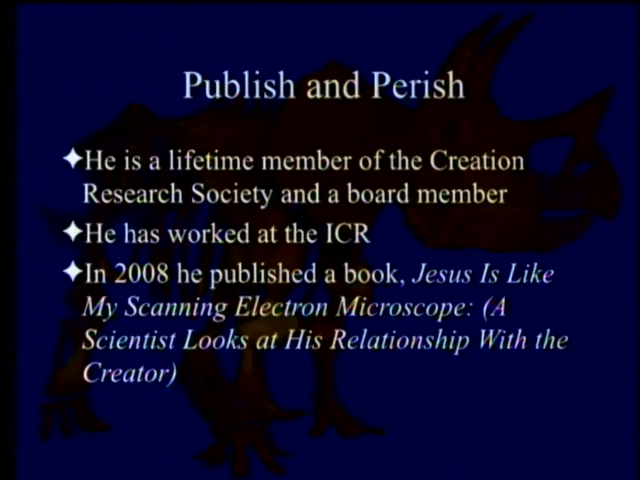 Publish and Perish
✦He is a lifetime member of the Creation
Research Society and a board member
✦He has worked at the ICR
✦In 2008 he published a book, Jesus Is Like
My Scanning Electron Microscope: (A
Scientist Looks at His Relationship With the
Creator)